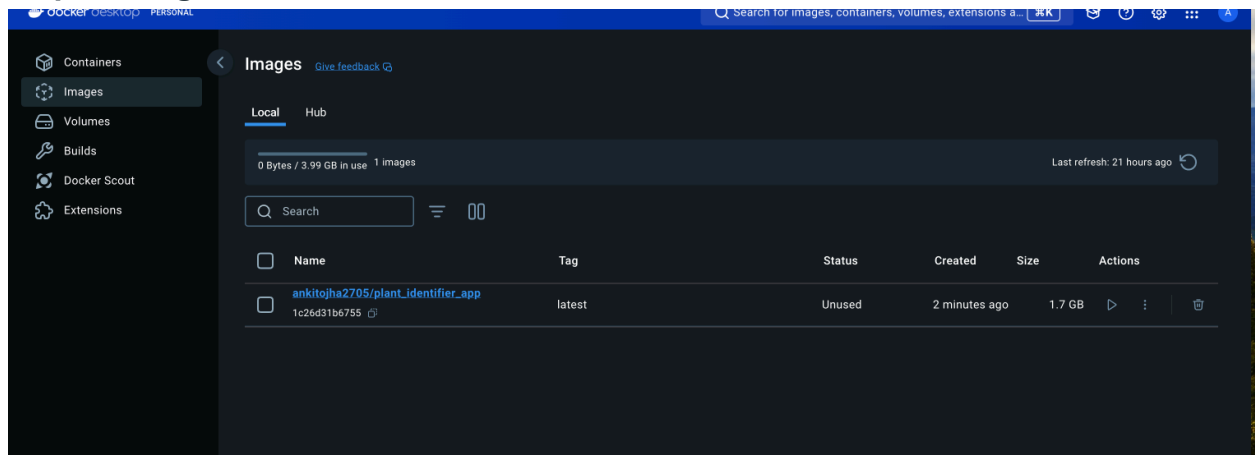 docker desktop PERSONAL
Search for images, containers, volumes, extensions a... ⌘K
A
Containers
Images
Volumes
Builds
Docker Scout
Extensions
Images Give feedback
Local Hub
0 Bytes / 3.99 GB in use 1 images
Last refresh: 21 hours ago
Search
Name Tag Status Created Size Actions
ankitojha2705/plant_identifier_app
1c26d31b6755
latest Unused 2 minutes ago 1.7 GB